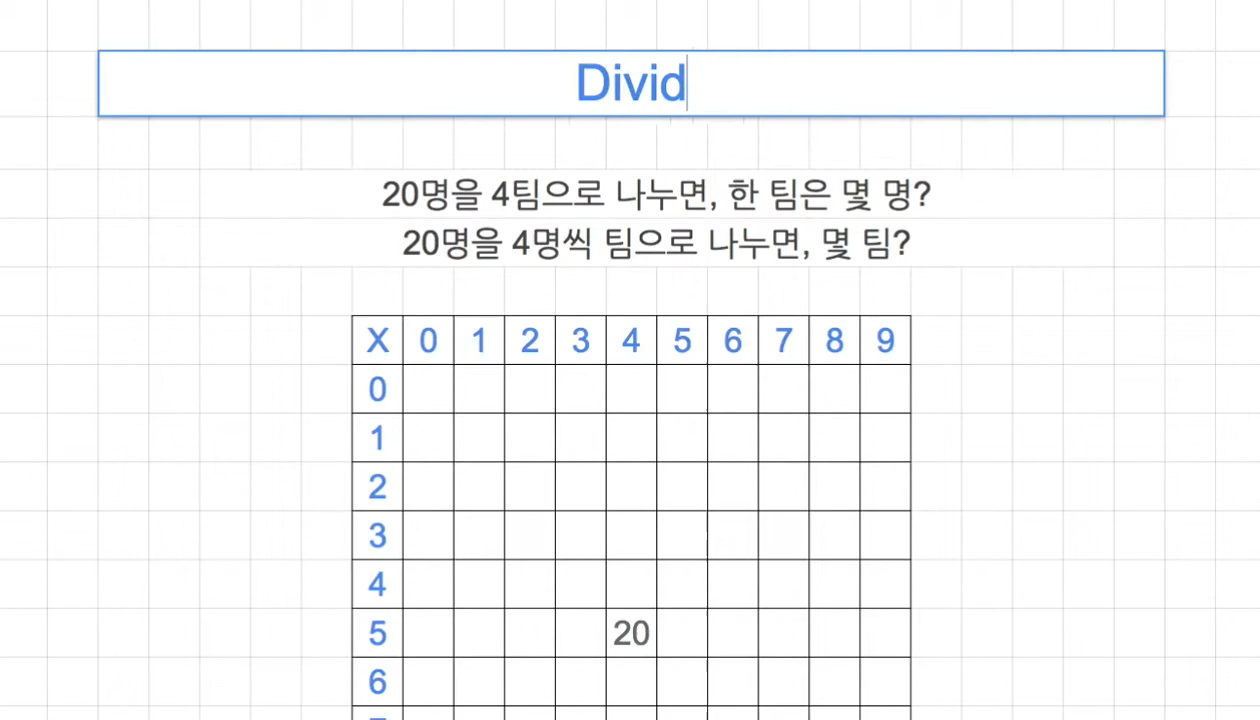 Divid
20명을 4팀으로 나누면, 한 팀은 몇 명?
20명을 4명씩 팀으로 나누면, 몇 팀?
X 0 1 2 3 4 5 6 7 8 9
0
1
2
3
4
5 20
6